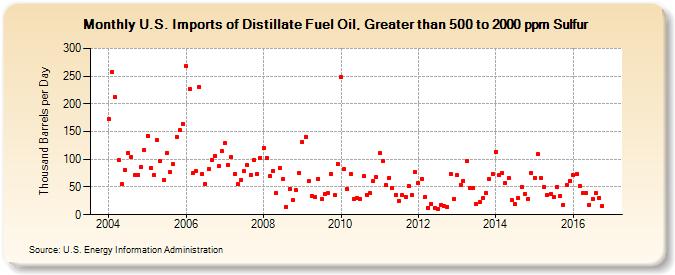 Monthly U.S. Imports of Distillate Fuel Oil, Greater than 500 to 2000 ppm Sulfur
Thousand Barrels per Day
300
250
200
150
100
50
0
2004 2006 2008 2010 2012 2014 2016
Source: U.S. Energy Information Administration